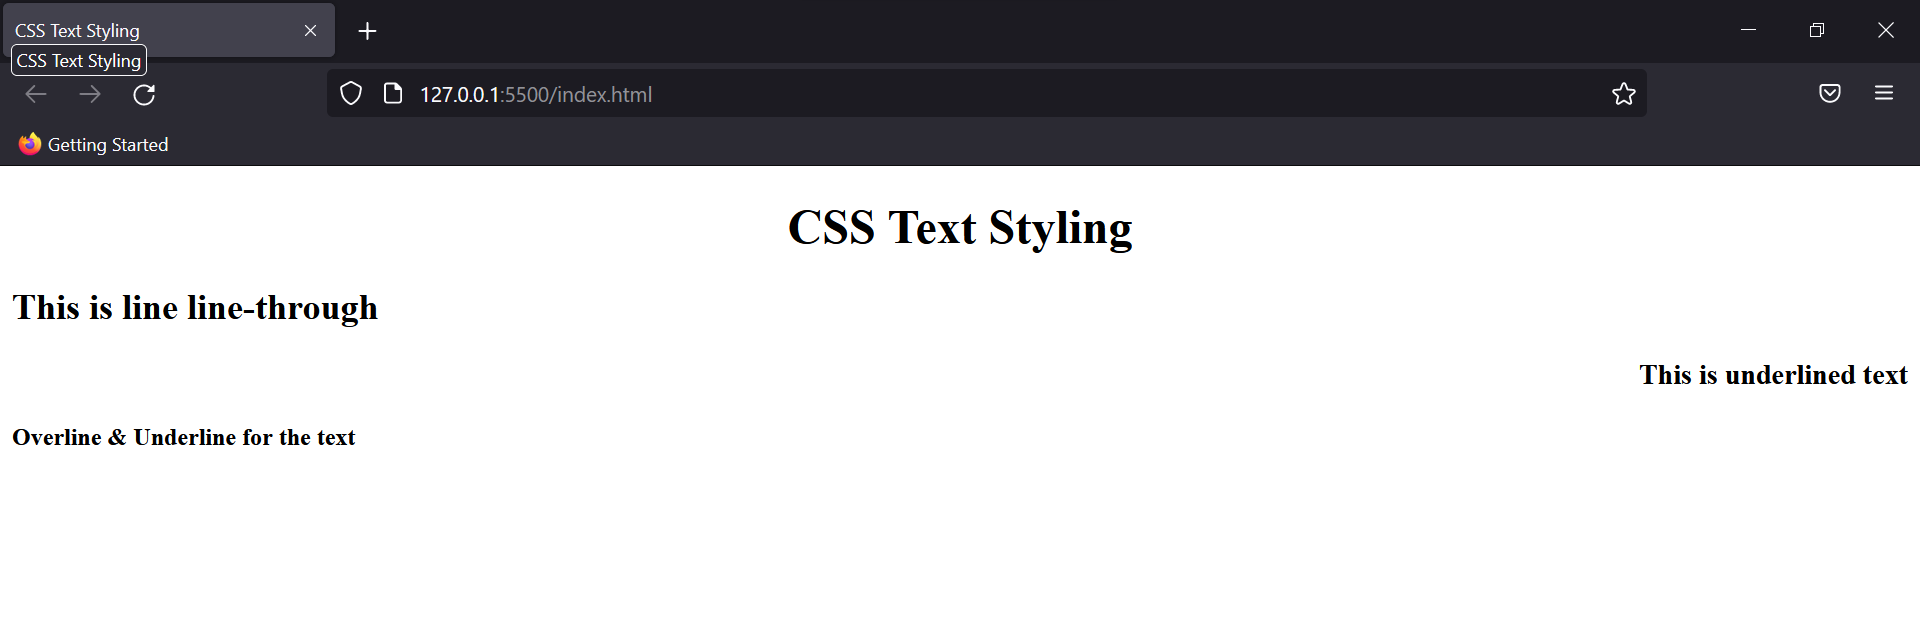 CSS Text Styling
CSS Text Styling
127.0.0.1:5500/index.html
Getting Started
CSS Text Styling
This is line line-through
This is underlined text
Overline & Underline for the text